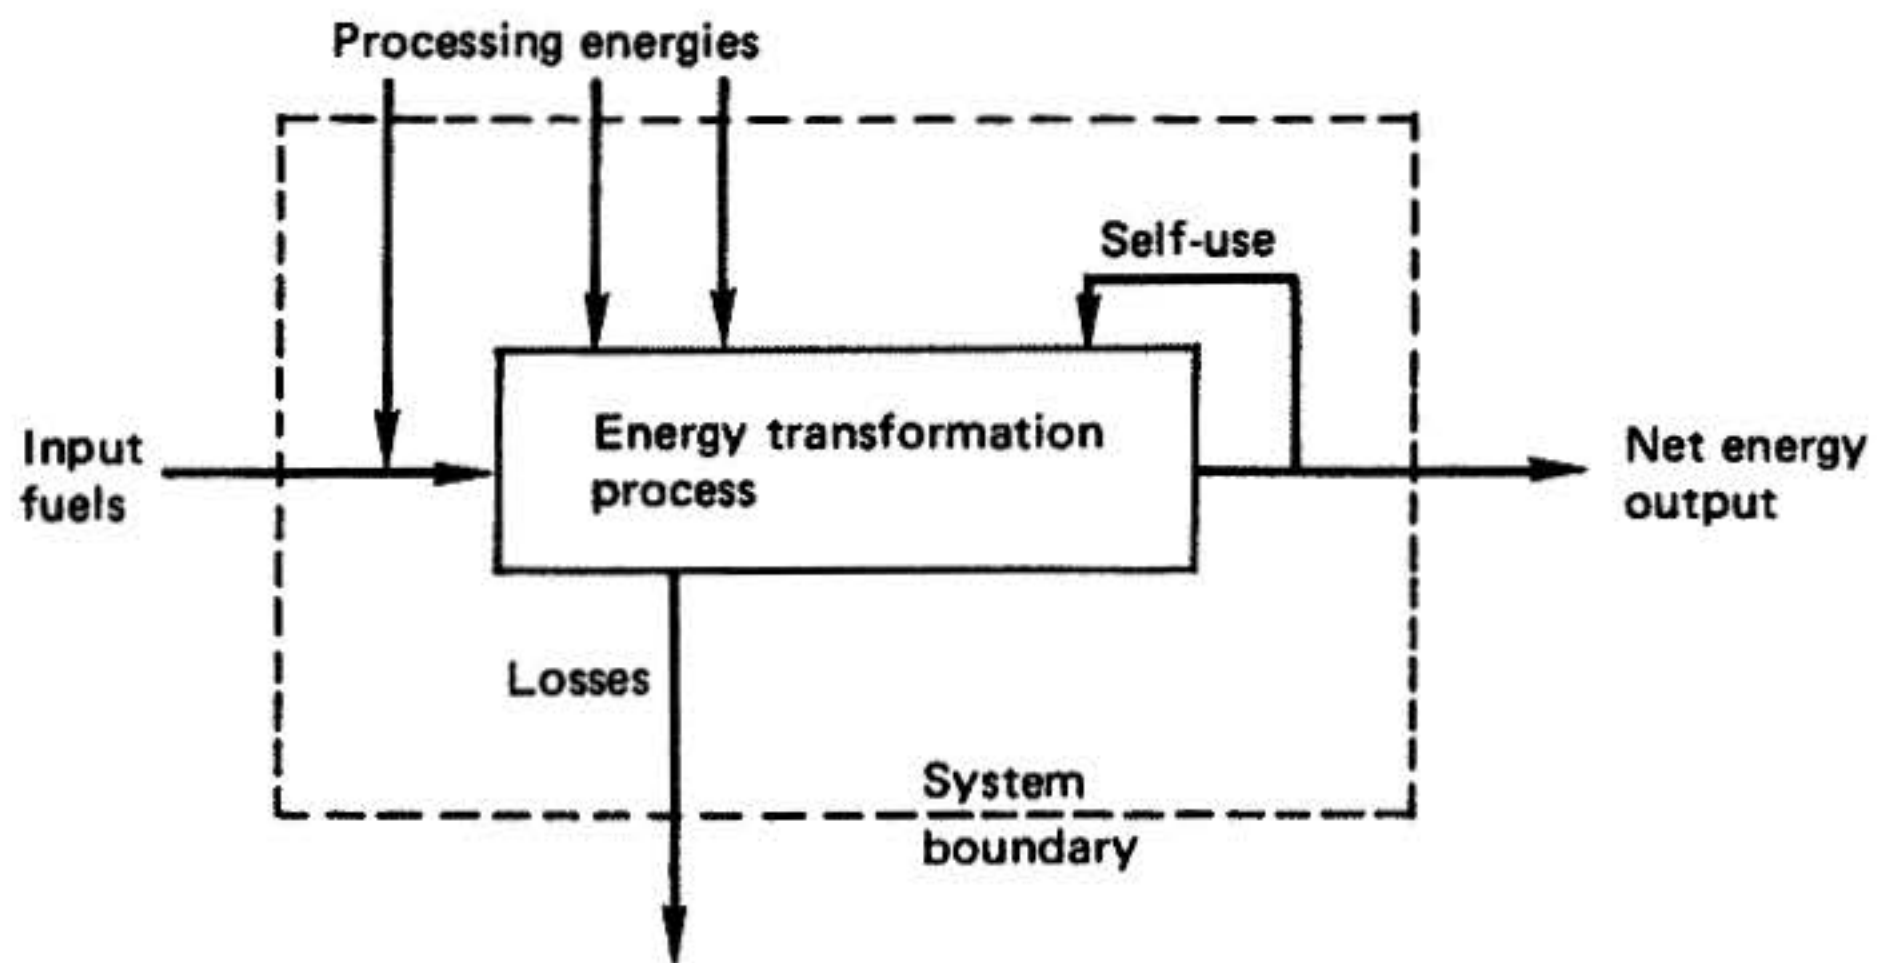 Processing energies
Self-use
Input
fuels
Energy transformation
process
Net energy
output
Losses
System
boundary